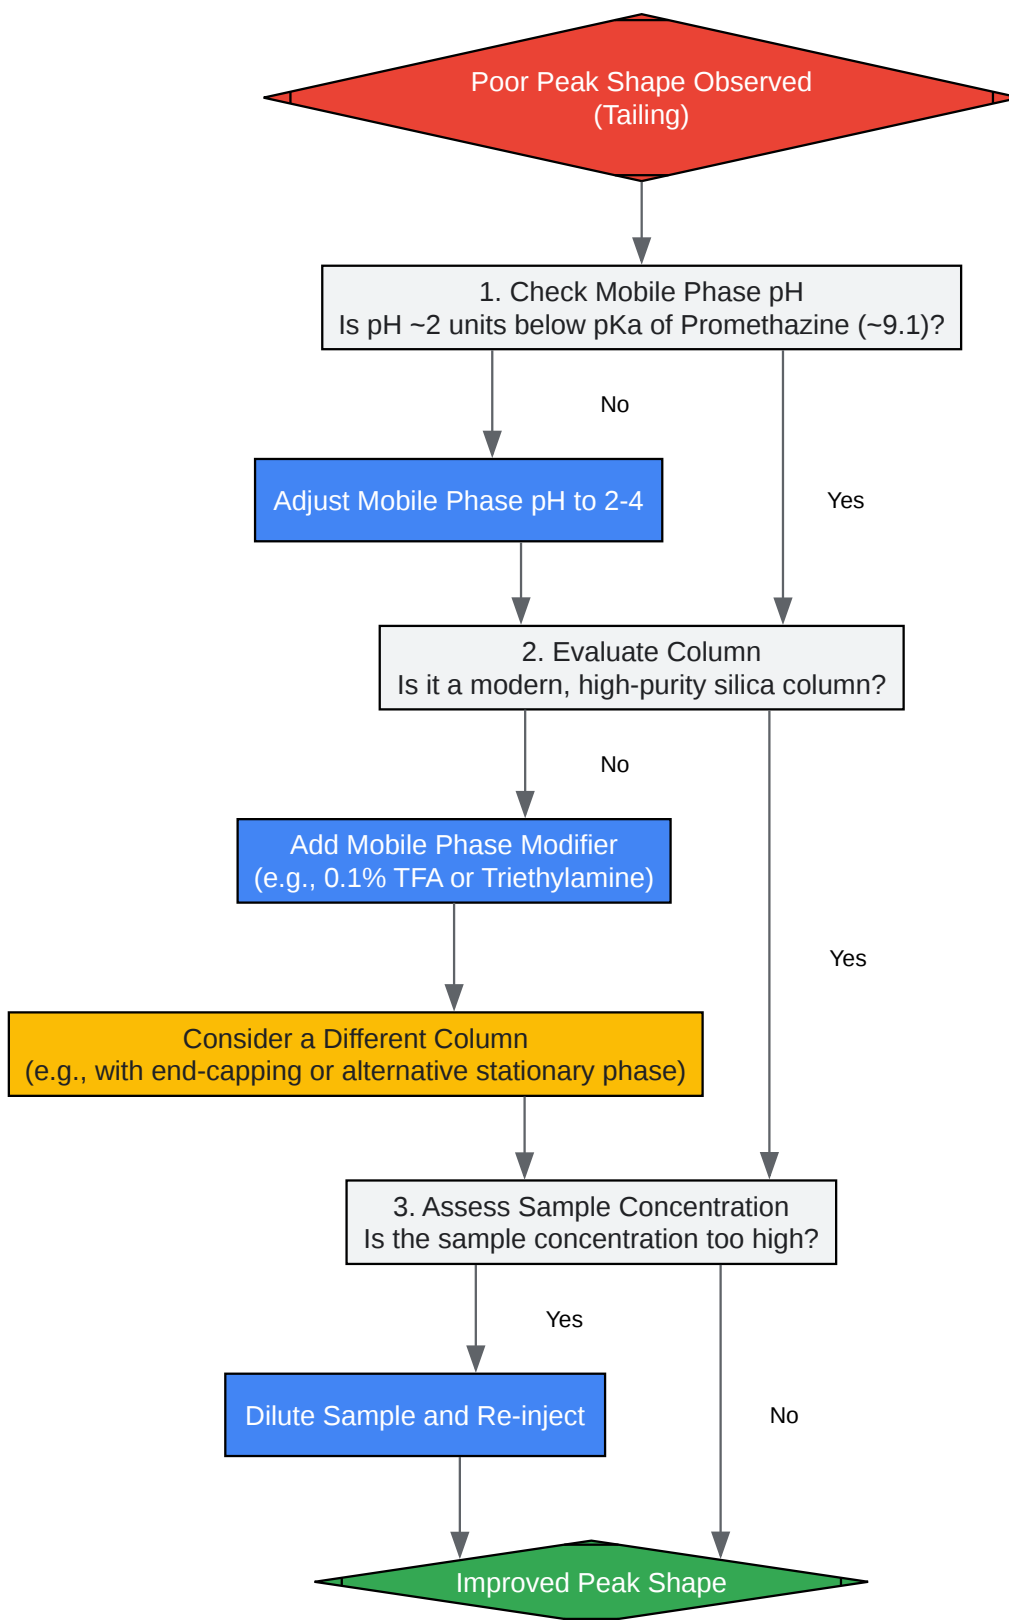 Poor Peak Shape Observed
(Tailing)
1. Check Mobile Phase pH
Is pH ~2 units below pKa of Promethazine (~9.1)?
No
Adjust Mobile Phase pH to 2-4
Yes
2. Evaluate Column
Is it a modern, high-purity silica column?
No
Add Mobile Phase Modifier
(e.g., 0.1% TFA or Triethylamine)
Yes
Consider a Different Column
(e.g., with end-capping or alternative stationary phase)
3. Assess Sample Concentration
Is the sample concentration too high?
Yes
Dilute Sample and Re-inject
No
Improved Peak Shape